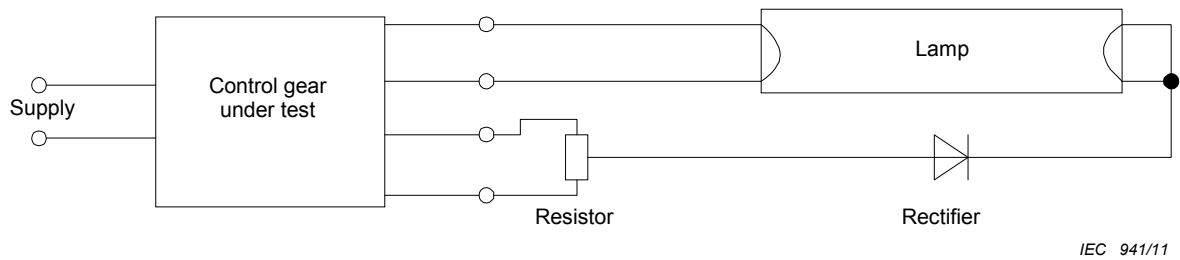 Lamp
Control gear
under test
Supply
Resistor
Rectifier
IEC 941/11